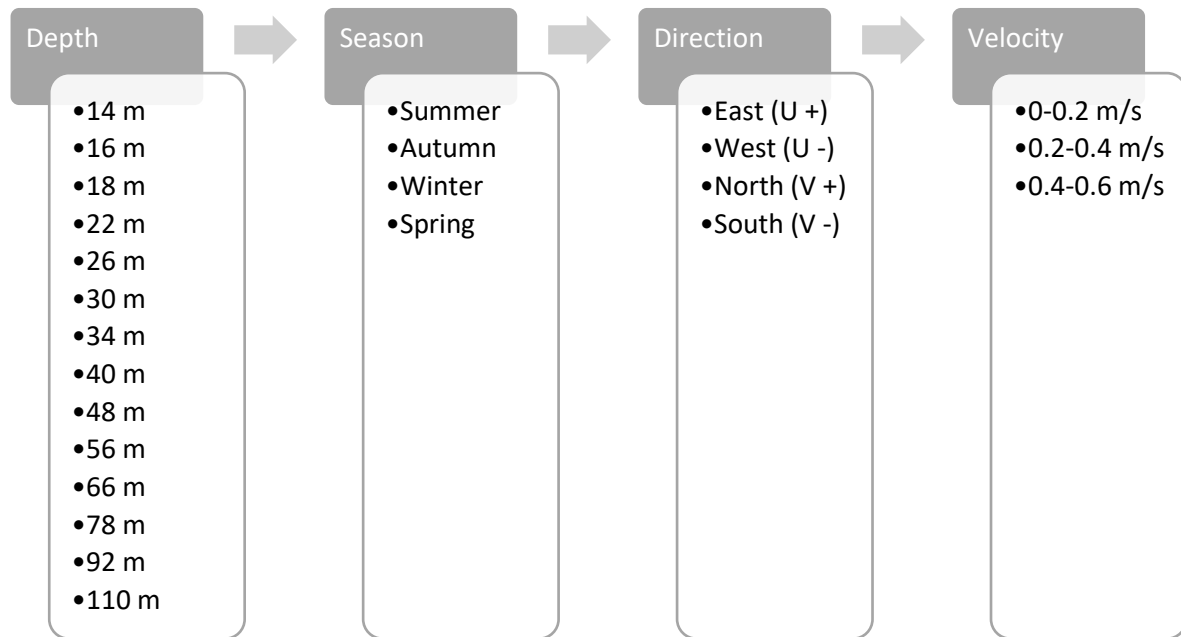 Depth
•14 m
•16 m
•18 m
•22 m
•26 m
•30 m
•34 m
•40 m
•48 m
•56 m
•66 m
•78 m
•92 m
•110 m
Season
•Summer
•Autumn
•Winter
•Spring
Direction
•East (U +)
•West (U -)
•North (V +)
•South (V -)
Velocity
•0-0.2 m/s
•0.2-0.4 m/s
•0.4-0.6 m/s